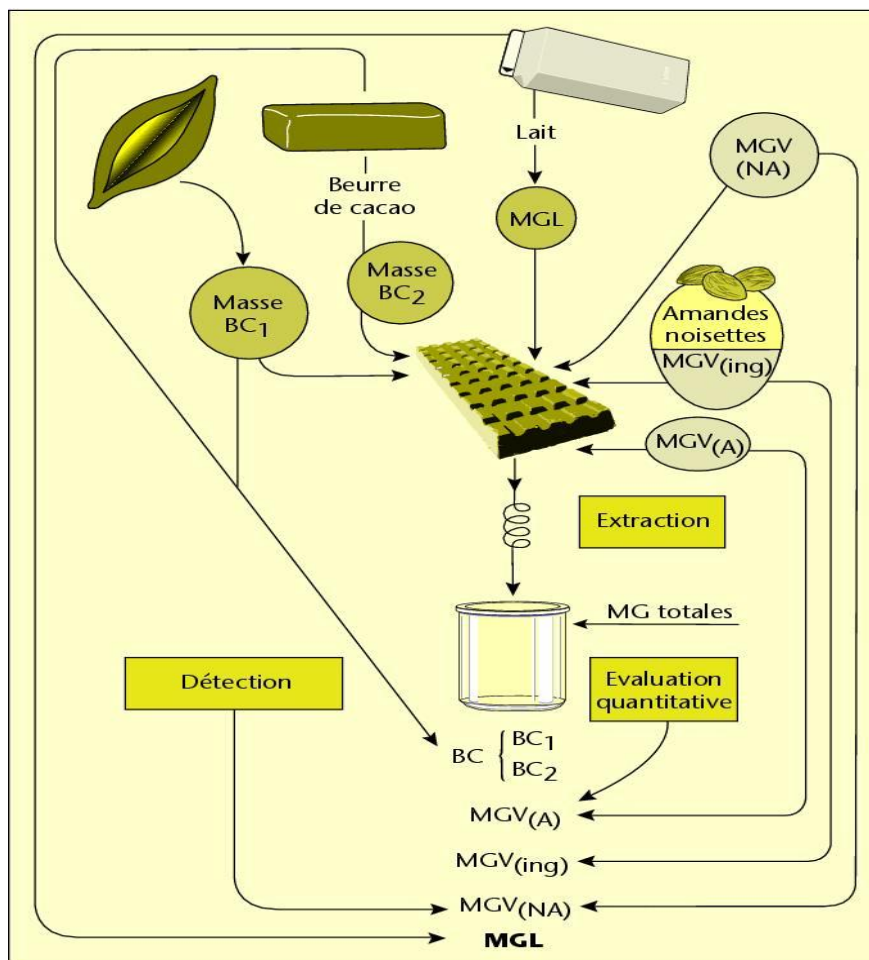 Lait
MGV
(NA)
Beurre
de cacao
MGL
Masse
BC2
Masse
BC1
Amandes
noisettes
MGV(ing)
MGV(A)
Extraction
MG totales
Détection
Evaluation
quantitative
BC { BC1
BC2
MGV(A)
MGV(ing)
MGV(NA)
MGL